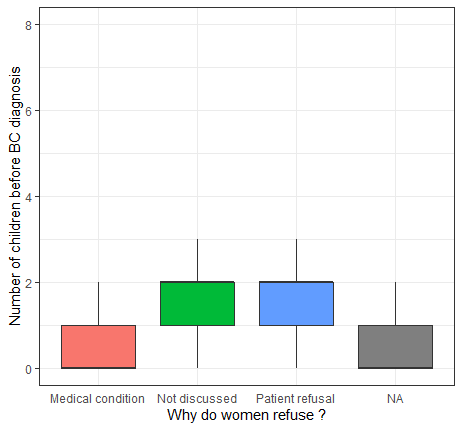 Number of children before BC diagnosis
8
6
4
2
0
Medical condition Not discussed Patient refusal NA
Why do women refuse ?